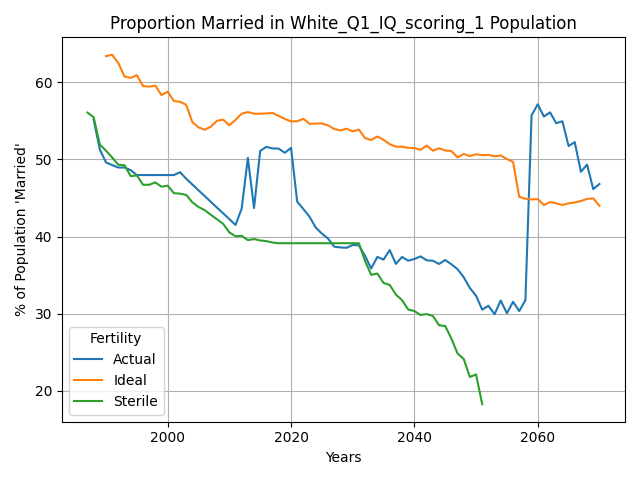 Proportion Married in White_Q1_IQ_scoring_1 Population
% of Population 'Married'
60
50
40
30
20
Fertility
Actual
Ideal
Sterile
2000 2020 2040 2060
Years